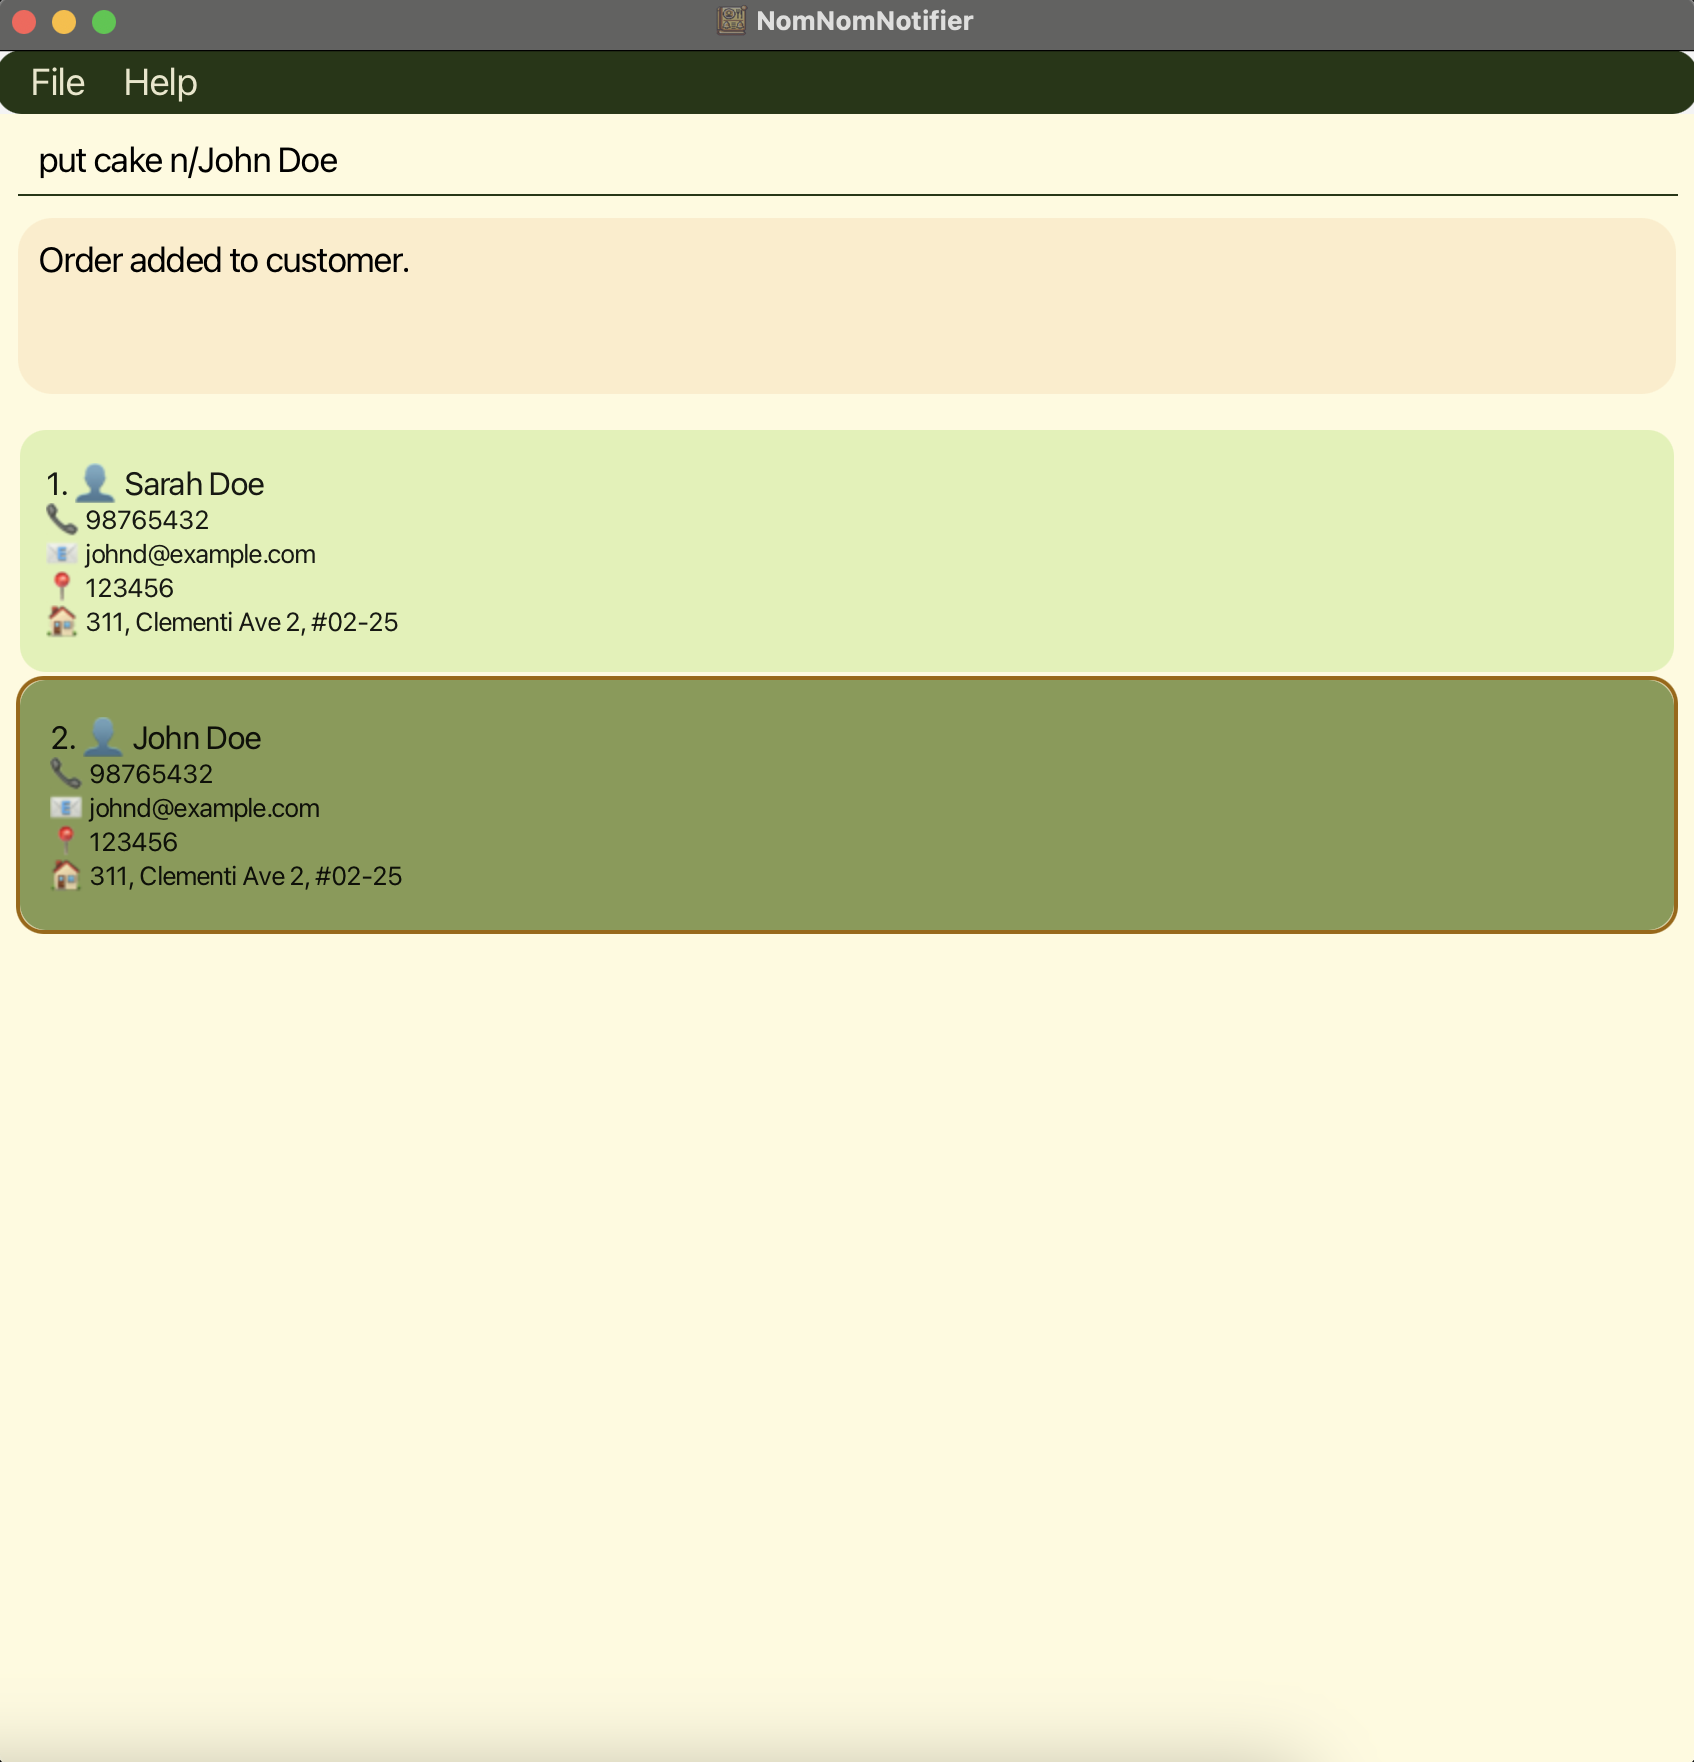 NomNomNotifier
File Help
put cake n/John Doe
Order added to customer.
1. Sarah Doe
98765432
johnd@example.com
123456
311, Clementi Ave 2, #02-25
2. John Doe
98765432
johnd@example.com
123456
311, Clementi Ave 2, #02-25